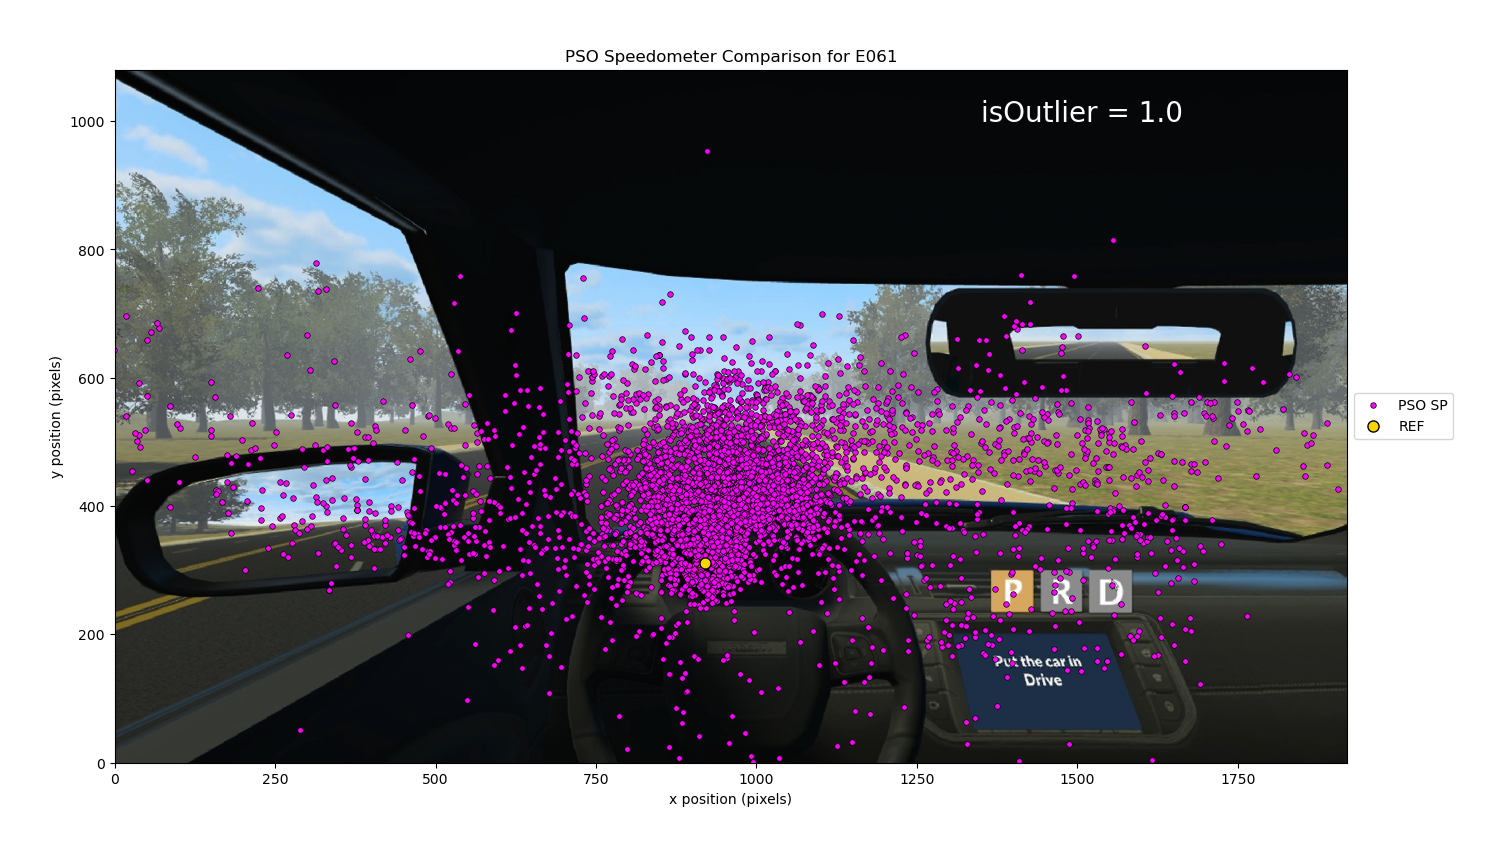 PSO Speedometer Comparison for E061
isOutlier = 1.0
1000
800
600
400
200
0
y position (pixels)
P R D
Put the car in
Drive
0 250 500 750 1000 1250 1500 1750
x position (pixels)
PSO SP
REF